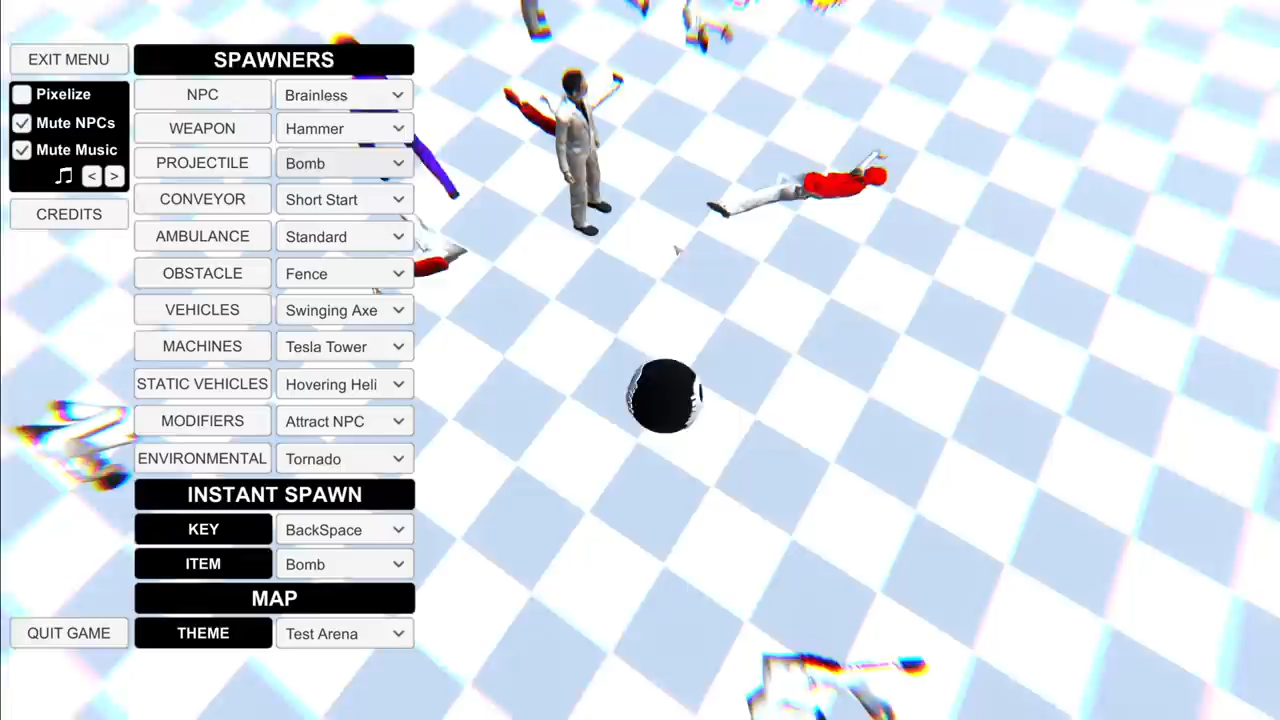 EXIT MENU
Pixelize
Mute NPCs
Mute Music
< >
CREDITS
QUIT GAME
SPAWNERS
NPC Brainless
WEAPON Hammer
PROJECTILE Bomb
CONVEYOR Short Start
AMBULANCE Standard
OBSTACLE Fence
VEHICLES Swinging Axe
MACHINES Tesla Tower
STATIC VEHICLES Hovering Heli
MODIFIERS Attract NPC
ENVIRONMENTAL Tornado
INSTANT SPAWN
KEY BackSpace
ITEM Bomb
MAP
THEME Test Arena